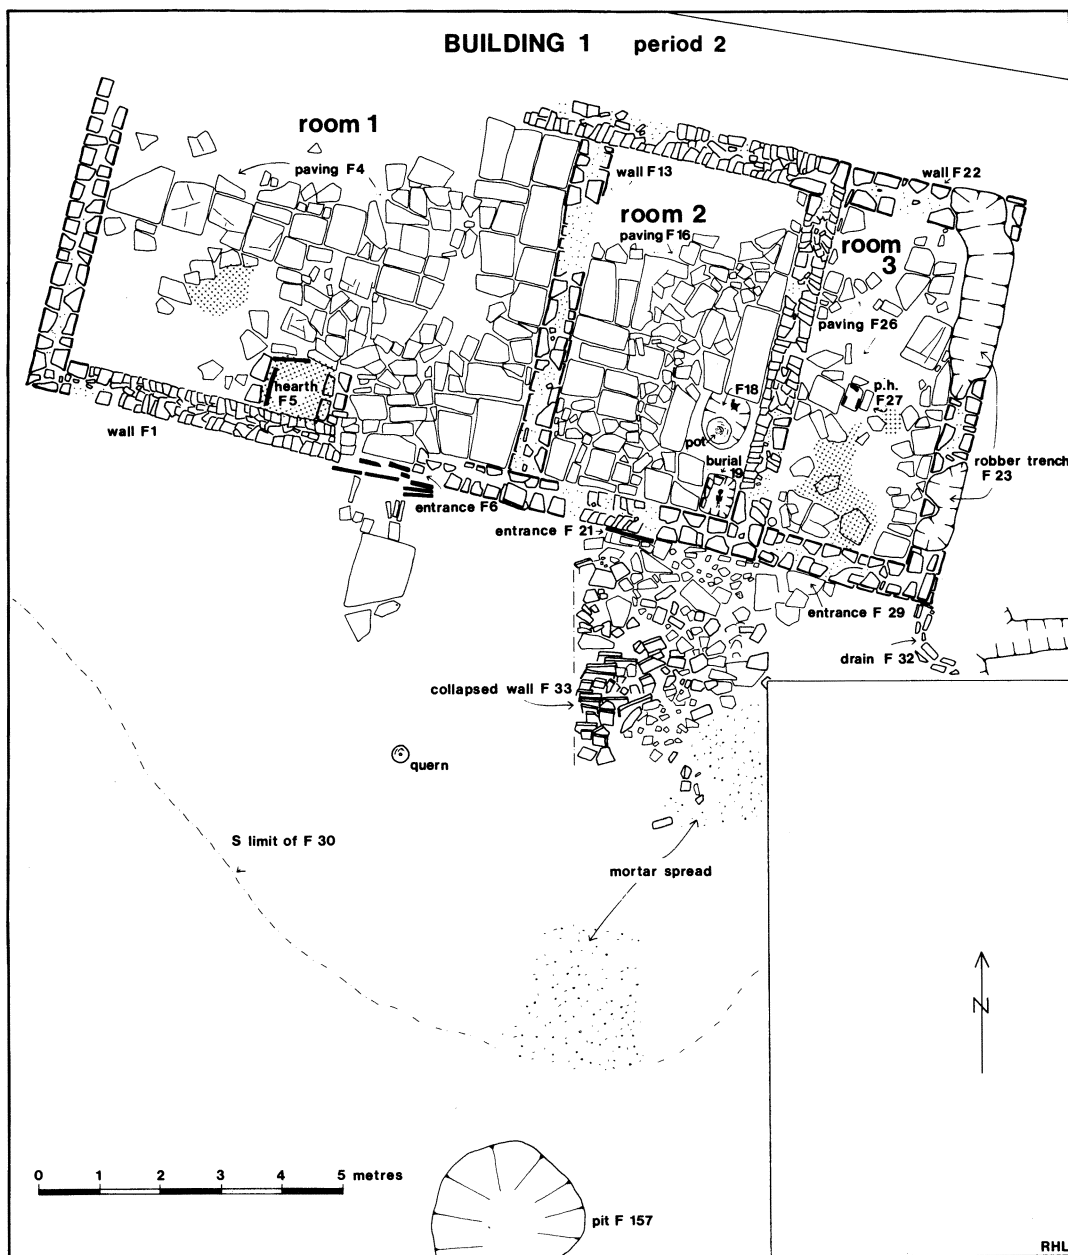 BUILDING 1 period 2
room 1
paving F4
wall F13
wall F22
room 2
paving F16
room
3
paving F26
hearth
F5
F18
p.h.
F27
pot
wall F1
burial
19
robber trench
F 23
entrance F6
entrance F 21
entrance F 29
drain F 32
collapsed wall F 33
quern
S limit of F 30
mortar spread
N
0 1 2 3 4 5 metres
pit F 157
RHL